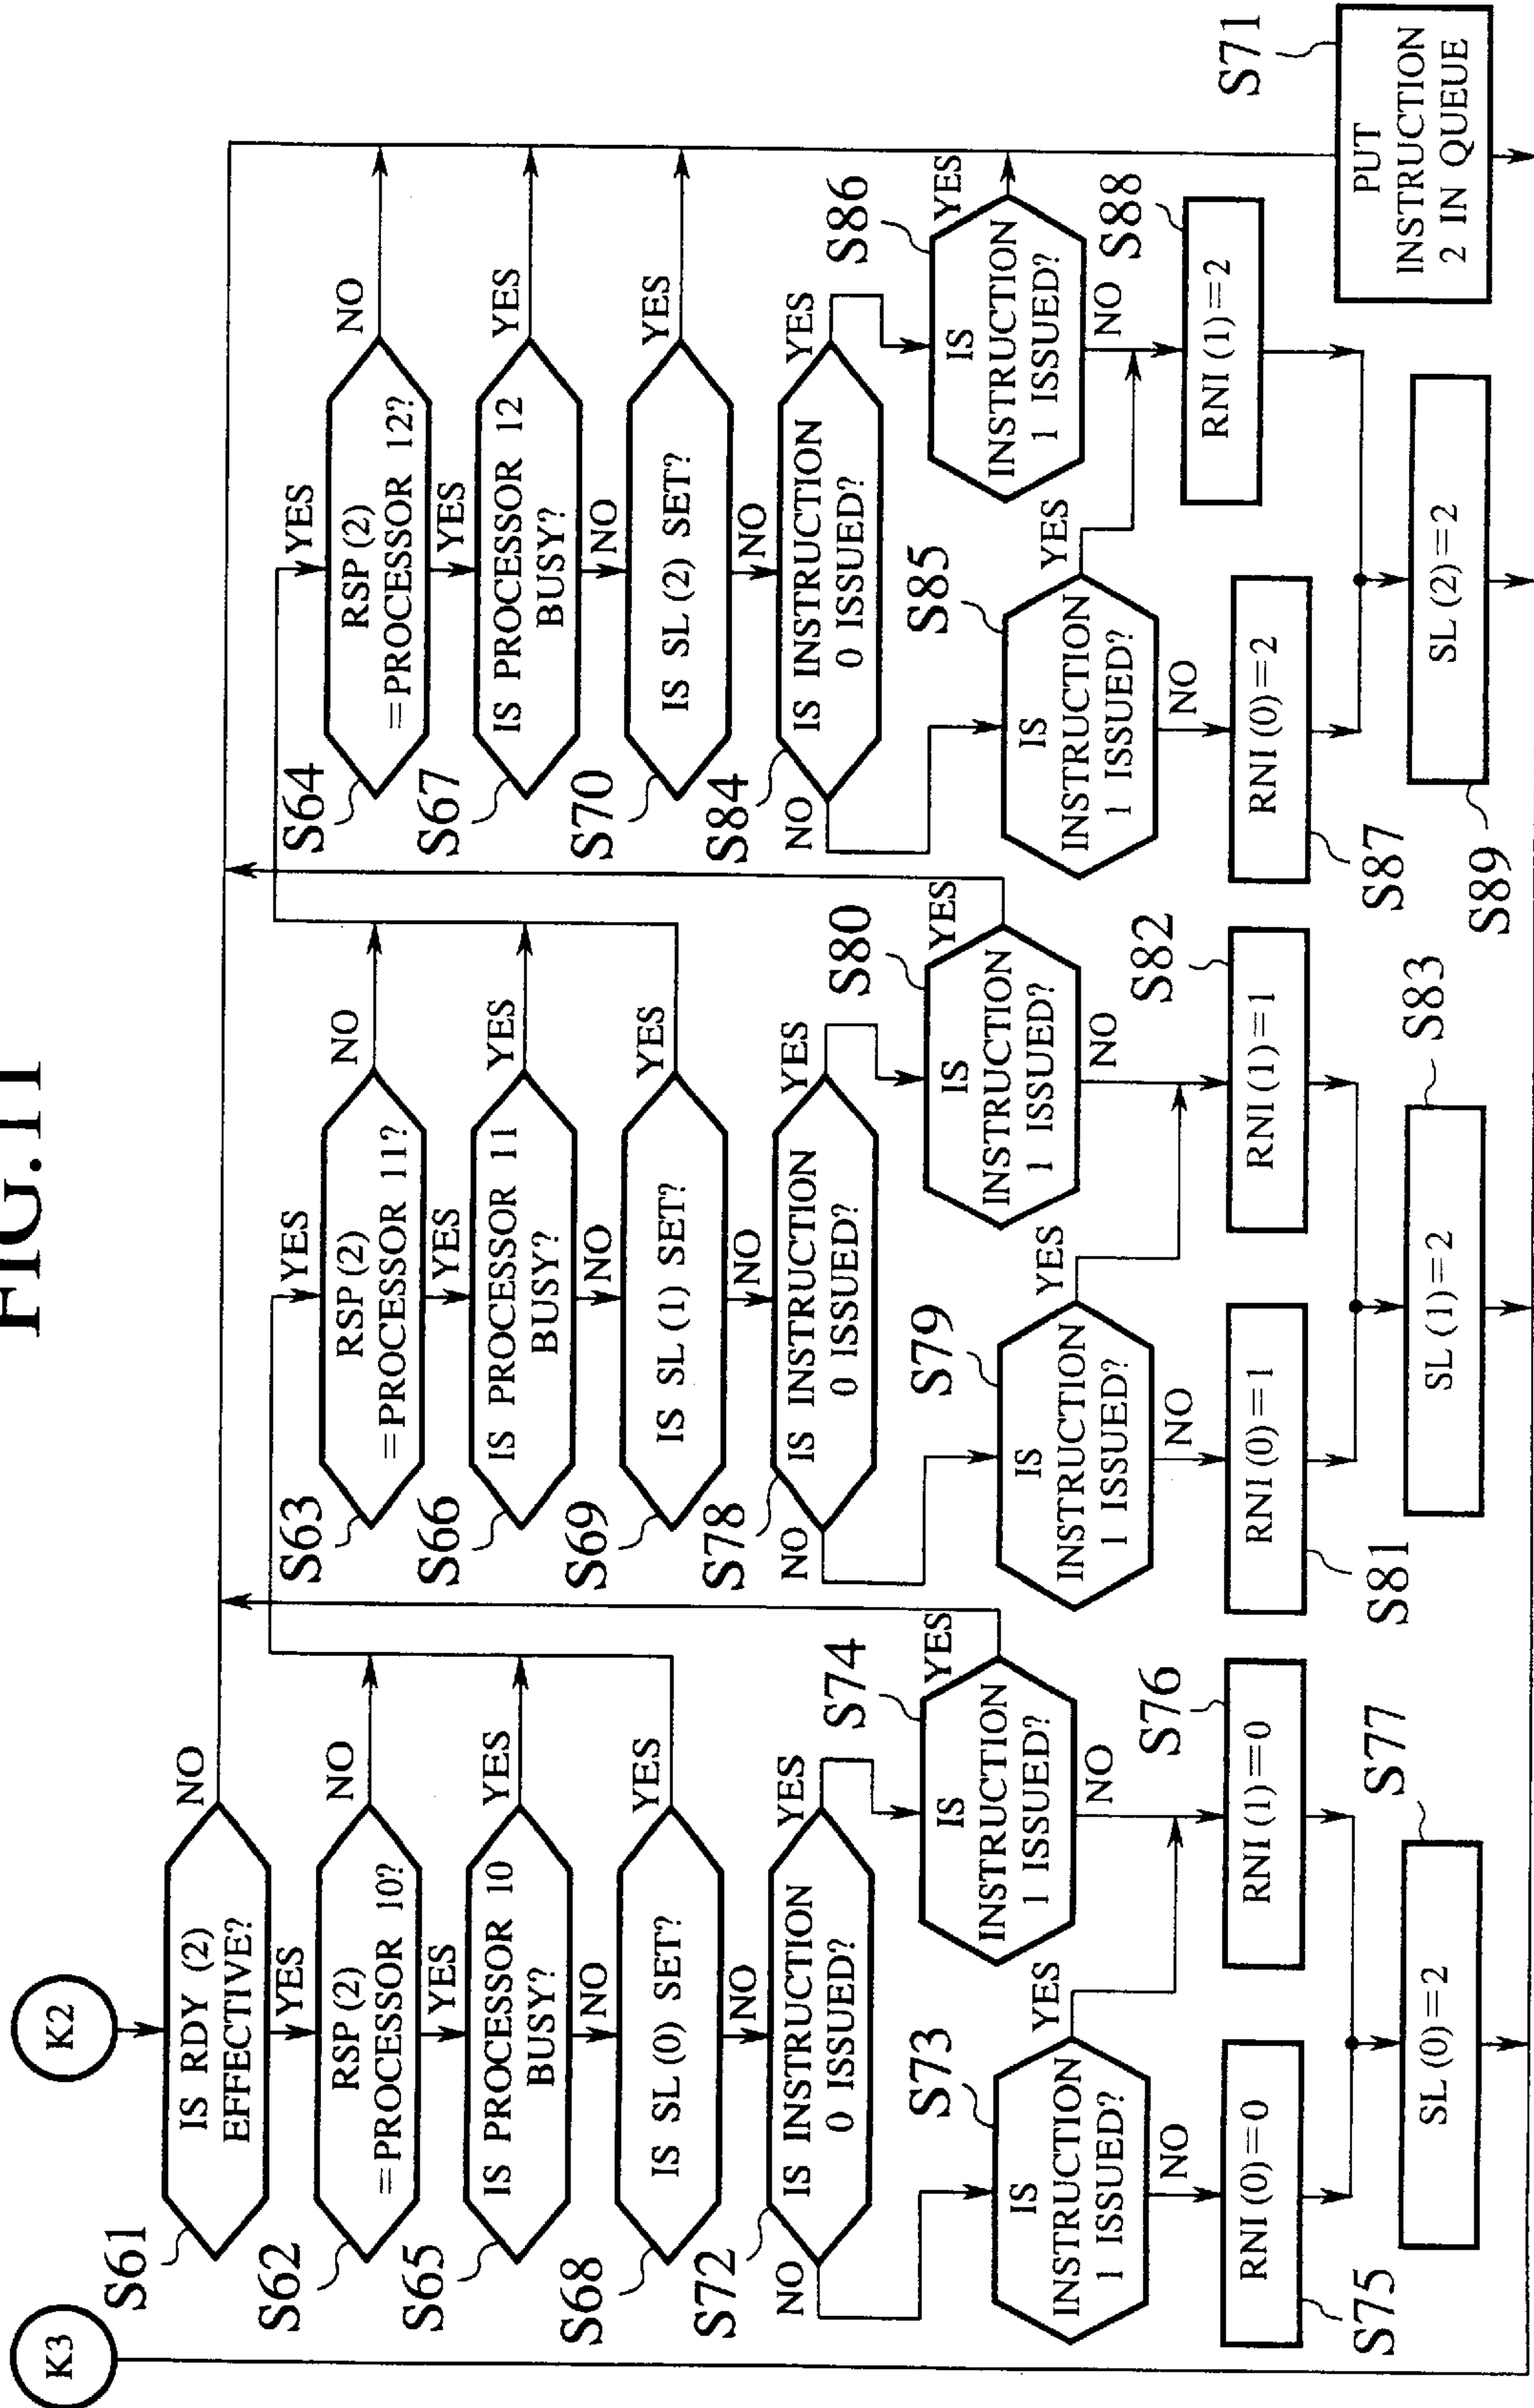 FIG.11
K3
K2
S61
IS RDY (2)
EFFECTIVE?
NO
YES
S62
RSP (2)
=PROCESSOR 10?
NO
YES
S65
IS PROCESSOR 10
BUSY?
YES
NO
S68
IS SL (0) SET?
YES
NO
S72
IS INSTRUCTION
0 ISSUED?
NO
YES
S73
IS
INSTRUCTION
1 ISSUED?
YES
NO
S74
IS
INSTRUCTION
1 ISSUED?
YES
NO
S75
RNI (0)=0
S76
RNI (1)=0
S77
SL (0)=2
YES
S63
RSP (2)
=PROCESSOR 11?
NO
YES
S66
IS PROCESSOR 11
BUSY?
YES
NO
S69
IS SL (1) SET?
YES
NO
S78
IS INSTRUCTION
0 ISSUED?
NO
YES
S79
IS
INSTRUCTION
1 ISSUED?
YES
NO
S80
IS
INSTRUCTION
1 ISSUED?
YES
NO
S81
RNI (0)=1
S82
RNI (1)=1
S83
SL (1)=2
YES
S64
RSP (2)
=PROCESSOR 12?
NO
YES
S67
IS PROCESSOR 12
BUSY?
YES
NO
S70
IS SL (2) SET?
YES
NO
S84
IS INSTRUCTION
0 ISSUED?
NO
YES
S85
IS
INSTRUCTION
1 ISSUED?
YES
NO
S86
IS
INSTRUCTION
1 ISSUED?
YES
NO
S87
RNI (0)=2
S88
RNI (1)=2
S89
SL (2)=2
S71
PUT
INSTRUCTION
2 IN QUEUE